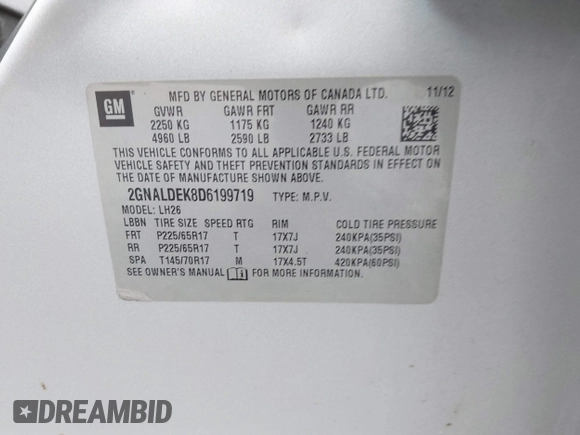 GM
MFD BY GENERAL MOTORS OF CANADA LTD. 11/12
GVWR GAWR FRT GAWR RR
2250 KG 1175 KG 1240 KG
4960 LB 2590 LB 2733 LB
THIS VEHICLE CONFORMS TO ALL APPLICABLE U.S. FEDERAL MOTOR
VEHICLE SAFETY AND THEFT PREVENTION STANDARDS IN EFFECT ON
THE DATE OF MANUFACTURE SHOWN ABOVE.
2GNALDEK8D6199719 TYPE: M.P.V.
MODEL: LH26
LBBN TIRE SIZE SPEED RTG RIM COLD TIRE PRESSURE
FRT P225/65R17 T 17X7J 240KPA(35PSI)
RR P225/65R17 T 17X7J 240KPA(35PSI)
SPA T145/70R17 M 17X4.5T 420KPA(60PSI)
SEE OWNER'S MANUAL FOR MORE INFORMATION.
DREAMBID